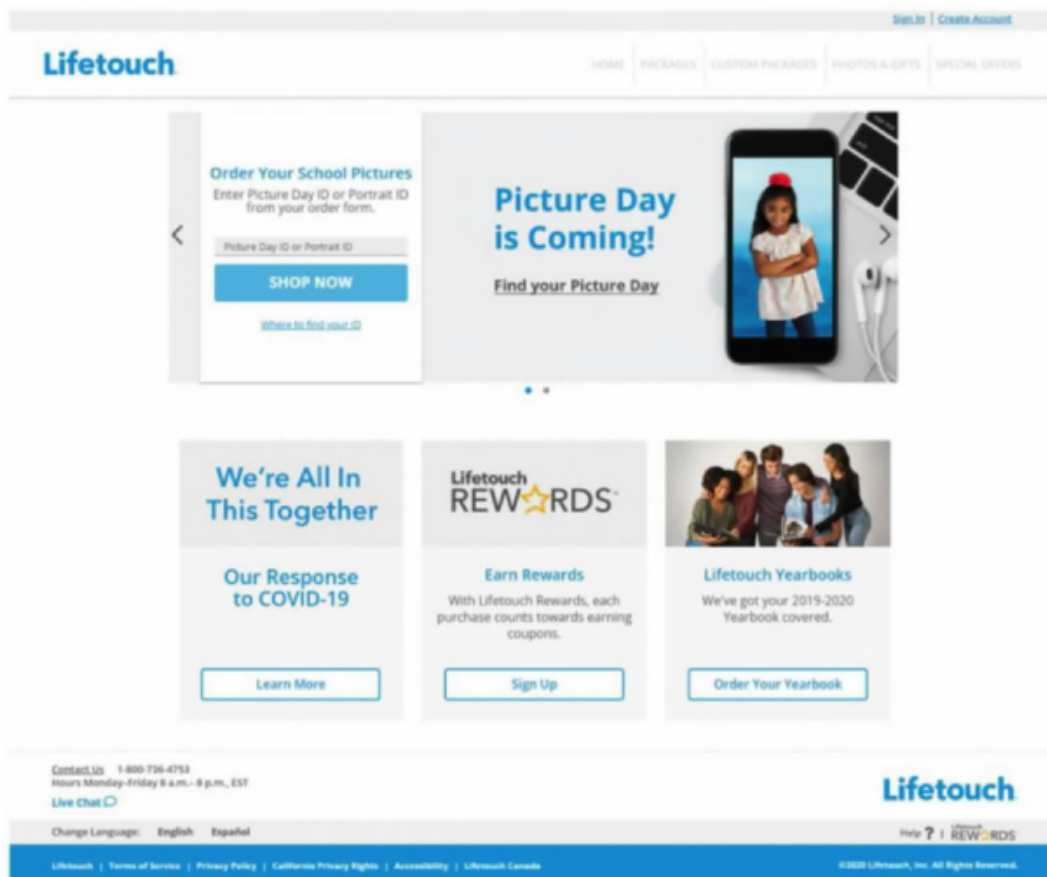 Sign In | Create Account
Lifetouch
HOME | PACKAGES | CUSTOM PACKAGES | PHOTOS & GIFTS | SPECIAL OFFERS
Order Your School Pictures
Enter Picture Day ID or Portrait ID
from your order form.
Picture Day ID or Portrait ID
SHOP NOW
Where to find your ID
Picture Day
is Coming!
Find your Picture Day
We're All In
This Together
Our Response
to COVID-19
Learn More
Lifetouch
REWARDS
Earn Rewards
With Lifetouch Rewards, each
purchase counts towards earning
coupons.
Sign Up
Lifetouch Yearbooks
We've got your 2019-2020
Yearbook covered.
Order Your Yearbook
Contact Us 1-800-736-4753
Hours Monday-Friday 8 a.m.- 8 p.m., EST
Live Chat
Lifetouch
Change Language: English Español
Help ? | Lifetouch REWARDS
Lifetouch | Terms of Service | Privacy Policy | California Privacy Rights | Accessibility | Lifetouch Canada
©2020 Lifetouch, Inc. All Rights Reserved.